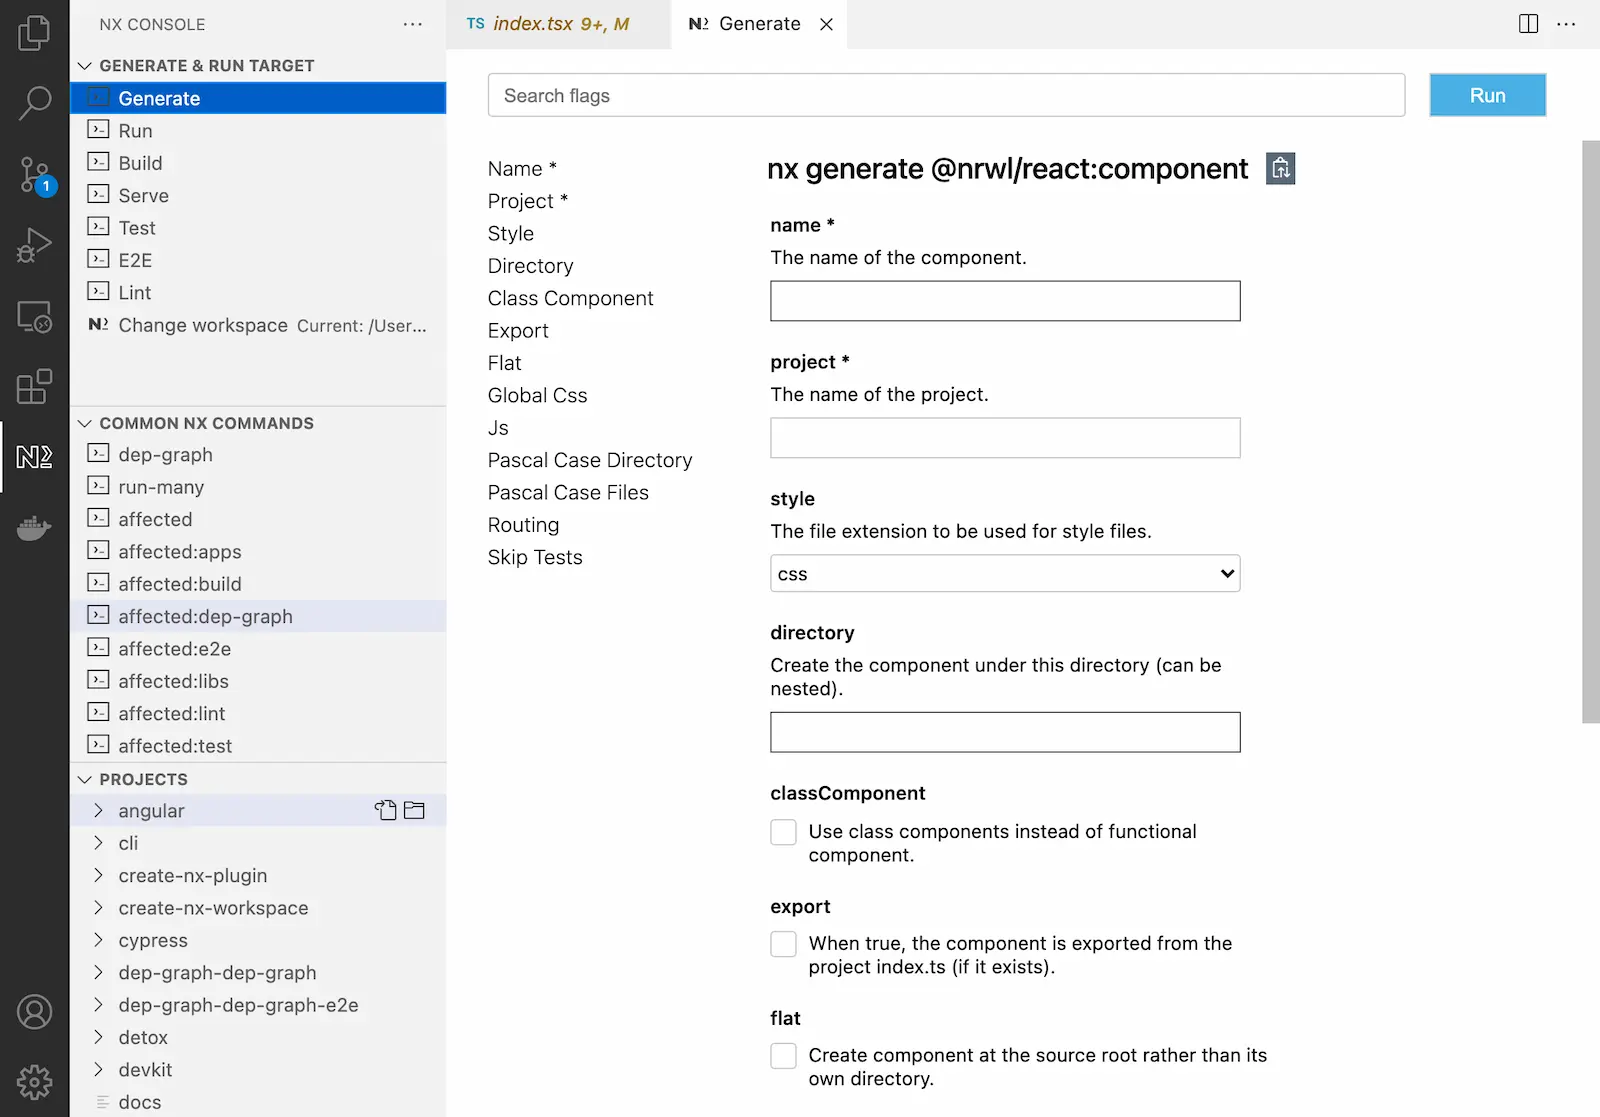 NX CONSOLE
GENERATE & RUN TARGET
Generate
Run
Build
Serve
Test
E2E
Lint
Change workspace Current: /User...
COMMON NX COMMANDS
dep-graph
run-many
affected
affected:apps
affected:build
affected:dep-graph
affected:e2e
affected:libs
affected:lint
affected:test
PROJECTS
angular
cli
create-nx-plugin
create-nx-workspace
cypress
dep-graph-dep-graph
dep-graph-dep-graph-e2e
detox
devkit
docs
1
TS index.tsx 9+, M
Generate
Search flags
Run
Name *
Project *
Style
Directory
Class Component
Export
Flat
Global Css
Js
Pascal Case Directory
Pascal Case Files
Routing
Skip Tests
nx generate @nrwl/react:component
name *
The name of the component.
project *
The name of the project.
style
The file extension to be used for style files.
css
directory
Create the component under this directory (can be
nested).
classComponent
Use class components instead of functional
component.
export
When true, the component is exported from the
project index.ts (if it exists).
flat
Create component at the source root rather than its
own directory.